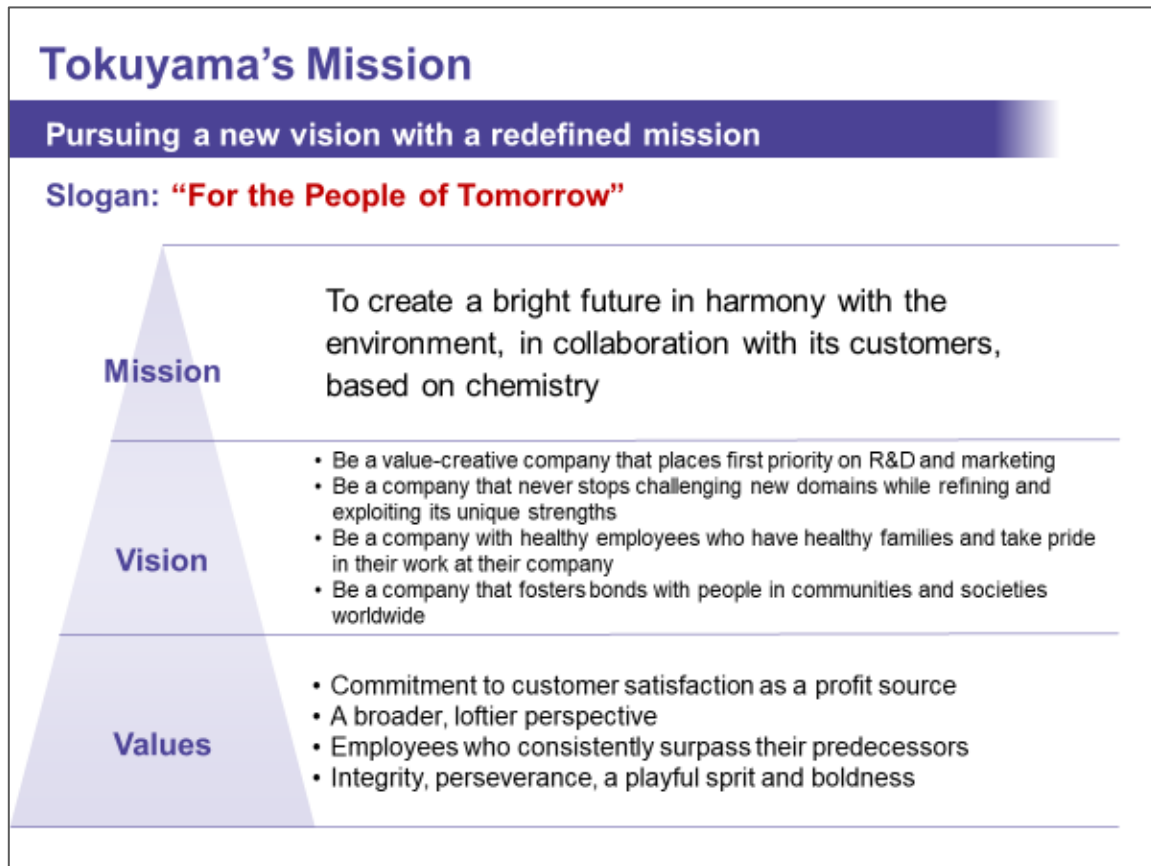 Tokuyama’s Mission
Pursuing a new vision with a redefined mission
Slogan: “For the People of Tomorrow”
Mission
To create a bright future in harmony with the
environment, in collaboration with its customers,
based on chemistry
Vision
• Be a value-creative company that places first priority on R&D and marketing
• Be a company that never stops challenging new domains while refining and
exploiting its unique strengths
• Be a company with healthy employees who have healthy families and take pride
in their work at their company
• Be a company that fosters bonds with people in communities and societies
worldwide
Values
• Commitment to customer satisfaction as a profit source
• A broader, loftier perspective
• Employees who consistently surpass their predecessors
• Integrity, perseverance, a playful sprit and boldness